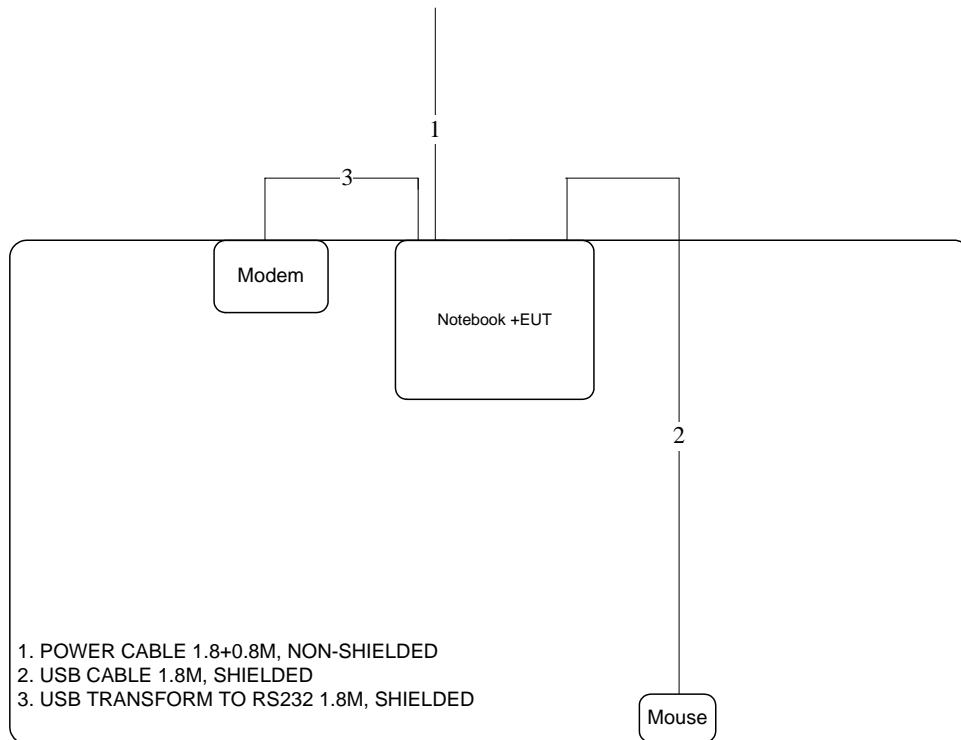 1
3
Modem
Notebook +EUT
2
1. POWER CABLE 1.8+0.8M, NON-SHIELDED
2. USB CABLE 1.8M, SHIELDED
3. USB TRANSFORM TO RS232 1.8M, SHIELDED
Mouse